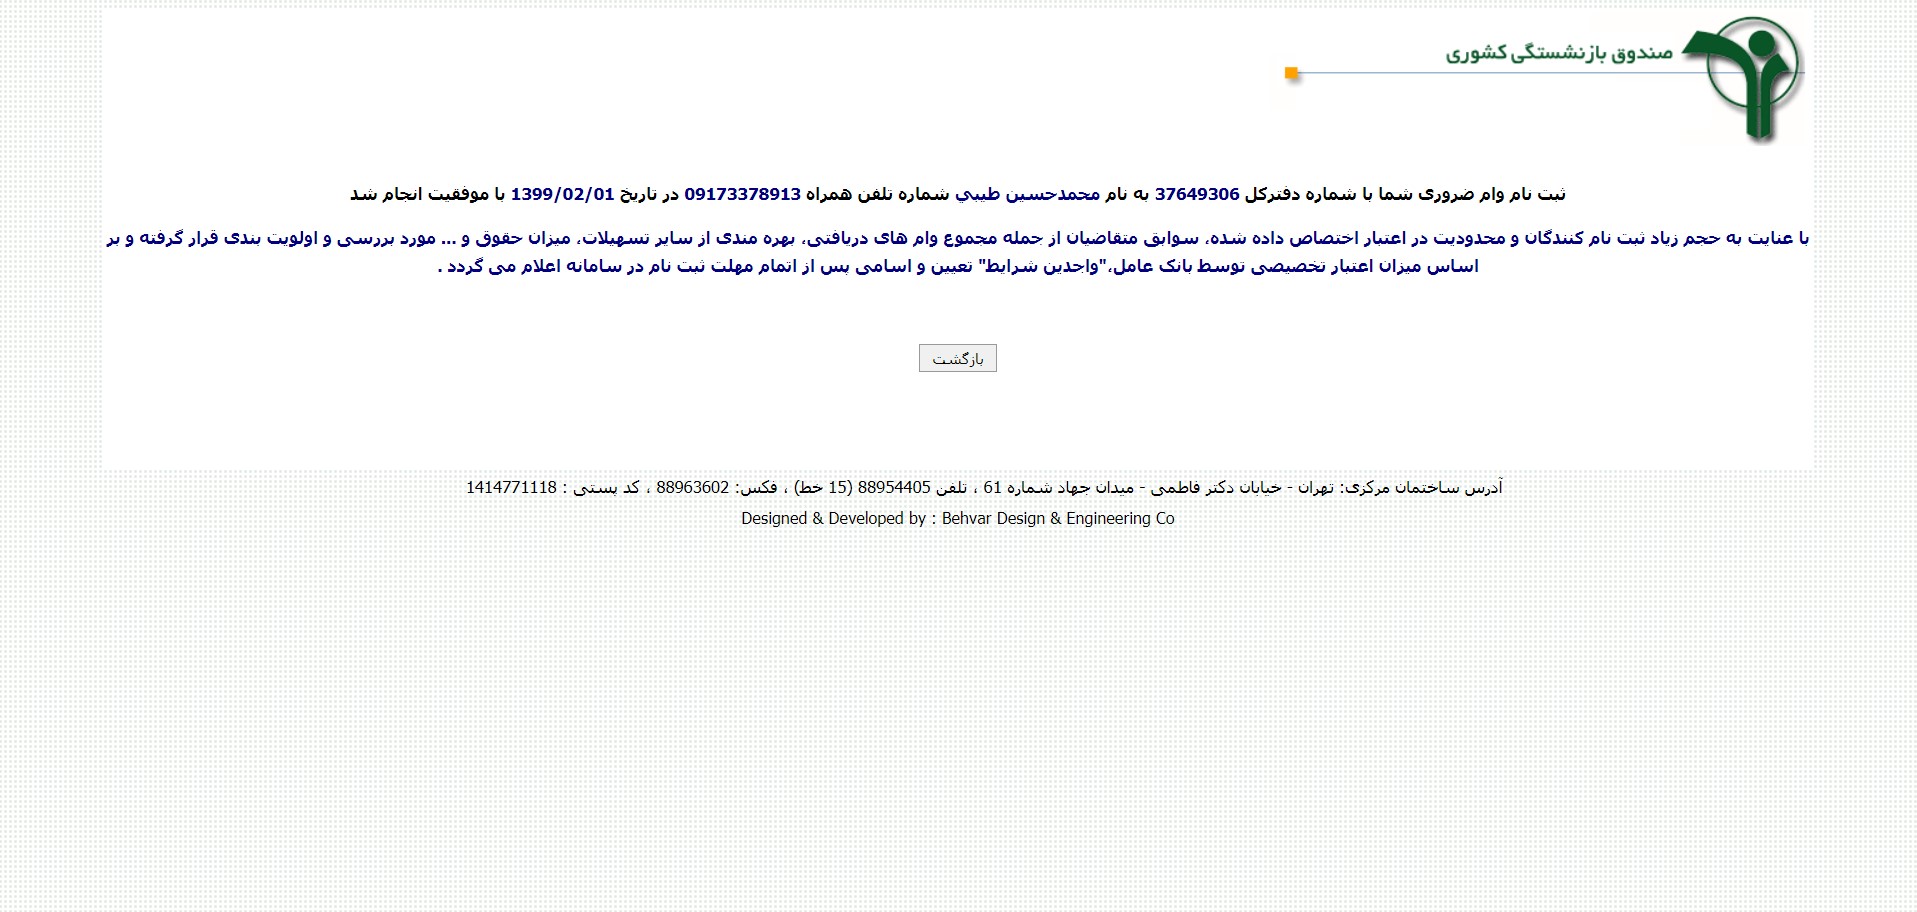 صندوق بازنشستگی کشوری
ثبت نام وام ضروری شما با شماره دفترکل 37649306 به نام محمدحسين طيبي شماره تلفن همراه 09173378913 در تاریخ 1399/02/01 با موفقیت انجام شد
با عنایت به حجم زیاد ثبت نام کنندگان و محدودیت در اعتبار اختصاص داده شده، سوابق متقاضیان از جمله مجموع وام های دریافتی، بهره مندی از سایر تسهیلات، میزان حقوق و ... مورد بررسی و اولویت بندی قرار گرفته و بر
اساس میزان اعتبار تخصیصی توسط بانک عامل،"واجدین شرایط" تعیین و اسامی پس از اتمام مهلت ثبت نام در سامانه اعلام می گردد .
بازگشت
آدرس ساختمان مرکزی: تهران - خیابان دکتر فاطمی - میدان جهاد شماره 61 ، تلفن 88954405 (15 خط) ، فکس: 88963602 ، کد پستی : 1414771118
Designed & Developed by : Behvar Design & Engineering Co